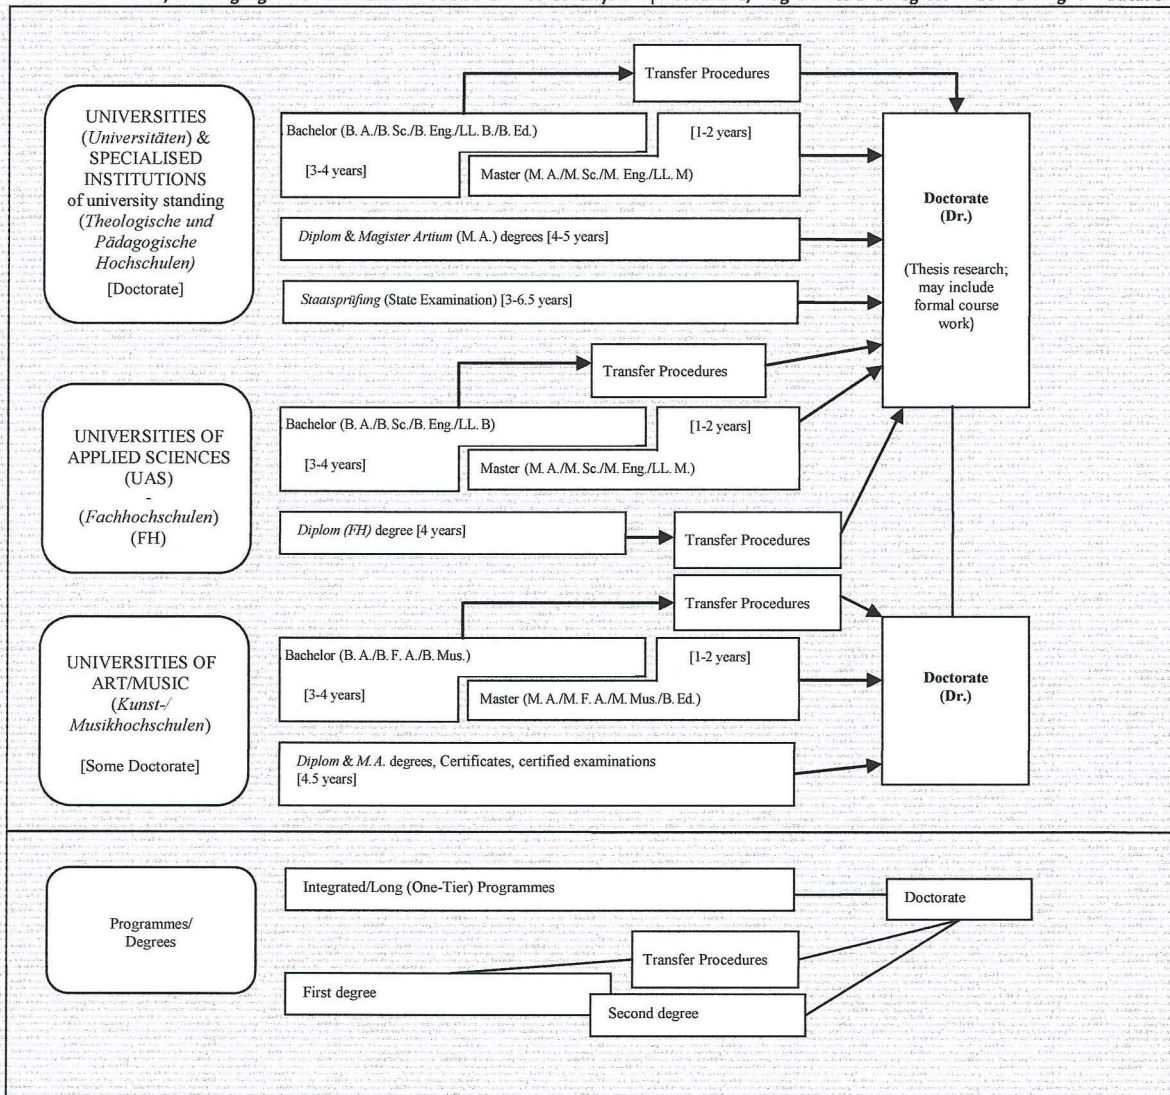 UNIVERSITIES
(Universitäten) &
SPECIALISED
INSTITUTIONS
of university standing
(Theologische und
Pädagogische
Hochschulen)
[Doctorate]
Transfer Procedures
Bachelor (B. A./B. Sc./B. Eng./LL. B./B. Ed.)
[3-4 years]
[1-2 years]
Master (M. A./M. Sc./M. Eng./LL. M)
Diplom & Magister Artium (M. A.) degrees [4-5 years]
Staatsprüfung (State Examination) [3-6.5 years]
Doctorate
(Dr.)
(Thesis research;
may include
formal course
work)
UNIVERSITIES OF
APPLIED SCIENCES
(UAS)
-
(Fachhochschulen)
(FH)
Transfer Procedures
Bachelor (B. A./B. Sc./B. Eng./LL. B)
[3-4 years]
[1-2 years]
Master (M. A./M. Sc./M. Eng./LL. M.)
Diplom (FH) degree [4 years]
Transfer Procedures
UNIVERSITIES OF
ART/MUSIC
(Kunst-/
Musikhochschulen)
[Some Doctorate]
Transfer Procedures
Bachelor (B. A./B. F. A./B. Mus.)
[3-4 years]
[1-2 years]
Master (M. A./M. F. A./M. Mus./B. Ed.)
Diplom & M. A. degrees, Certificates, certified examinations
[4.5 years]
Doctorate
(Dr.)
Programmes/
Degrees
Integrated/Long (One-Tier) Programmes
Doctorate
Transfer Procedures
First degree
Second degree